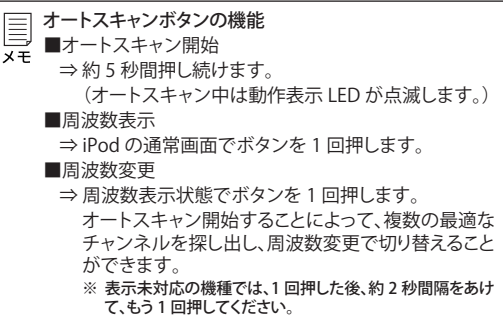 オートスキャンボタンの機能
メモ
■オートスキャン開始
⇒ 約 5 秒間押し続けます。
（オートスキャン中は動作表示 LED が点滅します。）
■周波数表示
⇒ iPod の通常画面でボタンを 1 回押します。
■周波数変更
⇒ 周波数表示状態でボタンを 1 回押します。
オートスキャン開始することによって、複数の最適な
チャンネルを探し出し、周波数変更で切り替えること
ができます。
※ 表示未対応の機種では、1 回押した後、約 2 秒間隔をあけ
て、もう 1 回押してください。